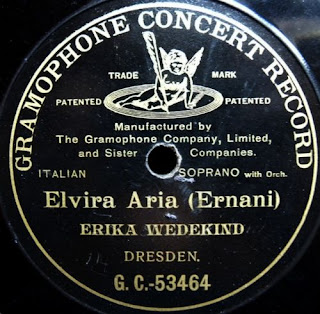 GRAMOPHONE CONCERT RECORD
TRADE MARK
PATENTED PATENTED
Manufactured by
The Gramophone Company, Limited,
and Sister Companies.
ITALIAN SOPRANO with Orch.
Elvira Aria (Ernani)
ERIKA WEDEKIND
DRESDEN.
G. C.-53464